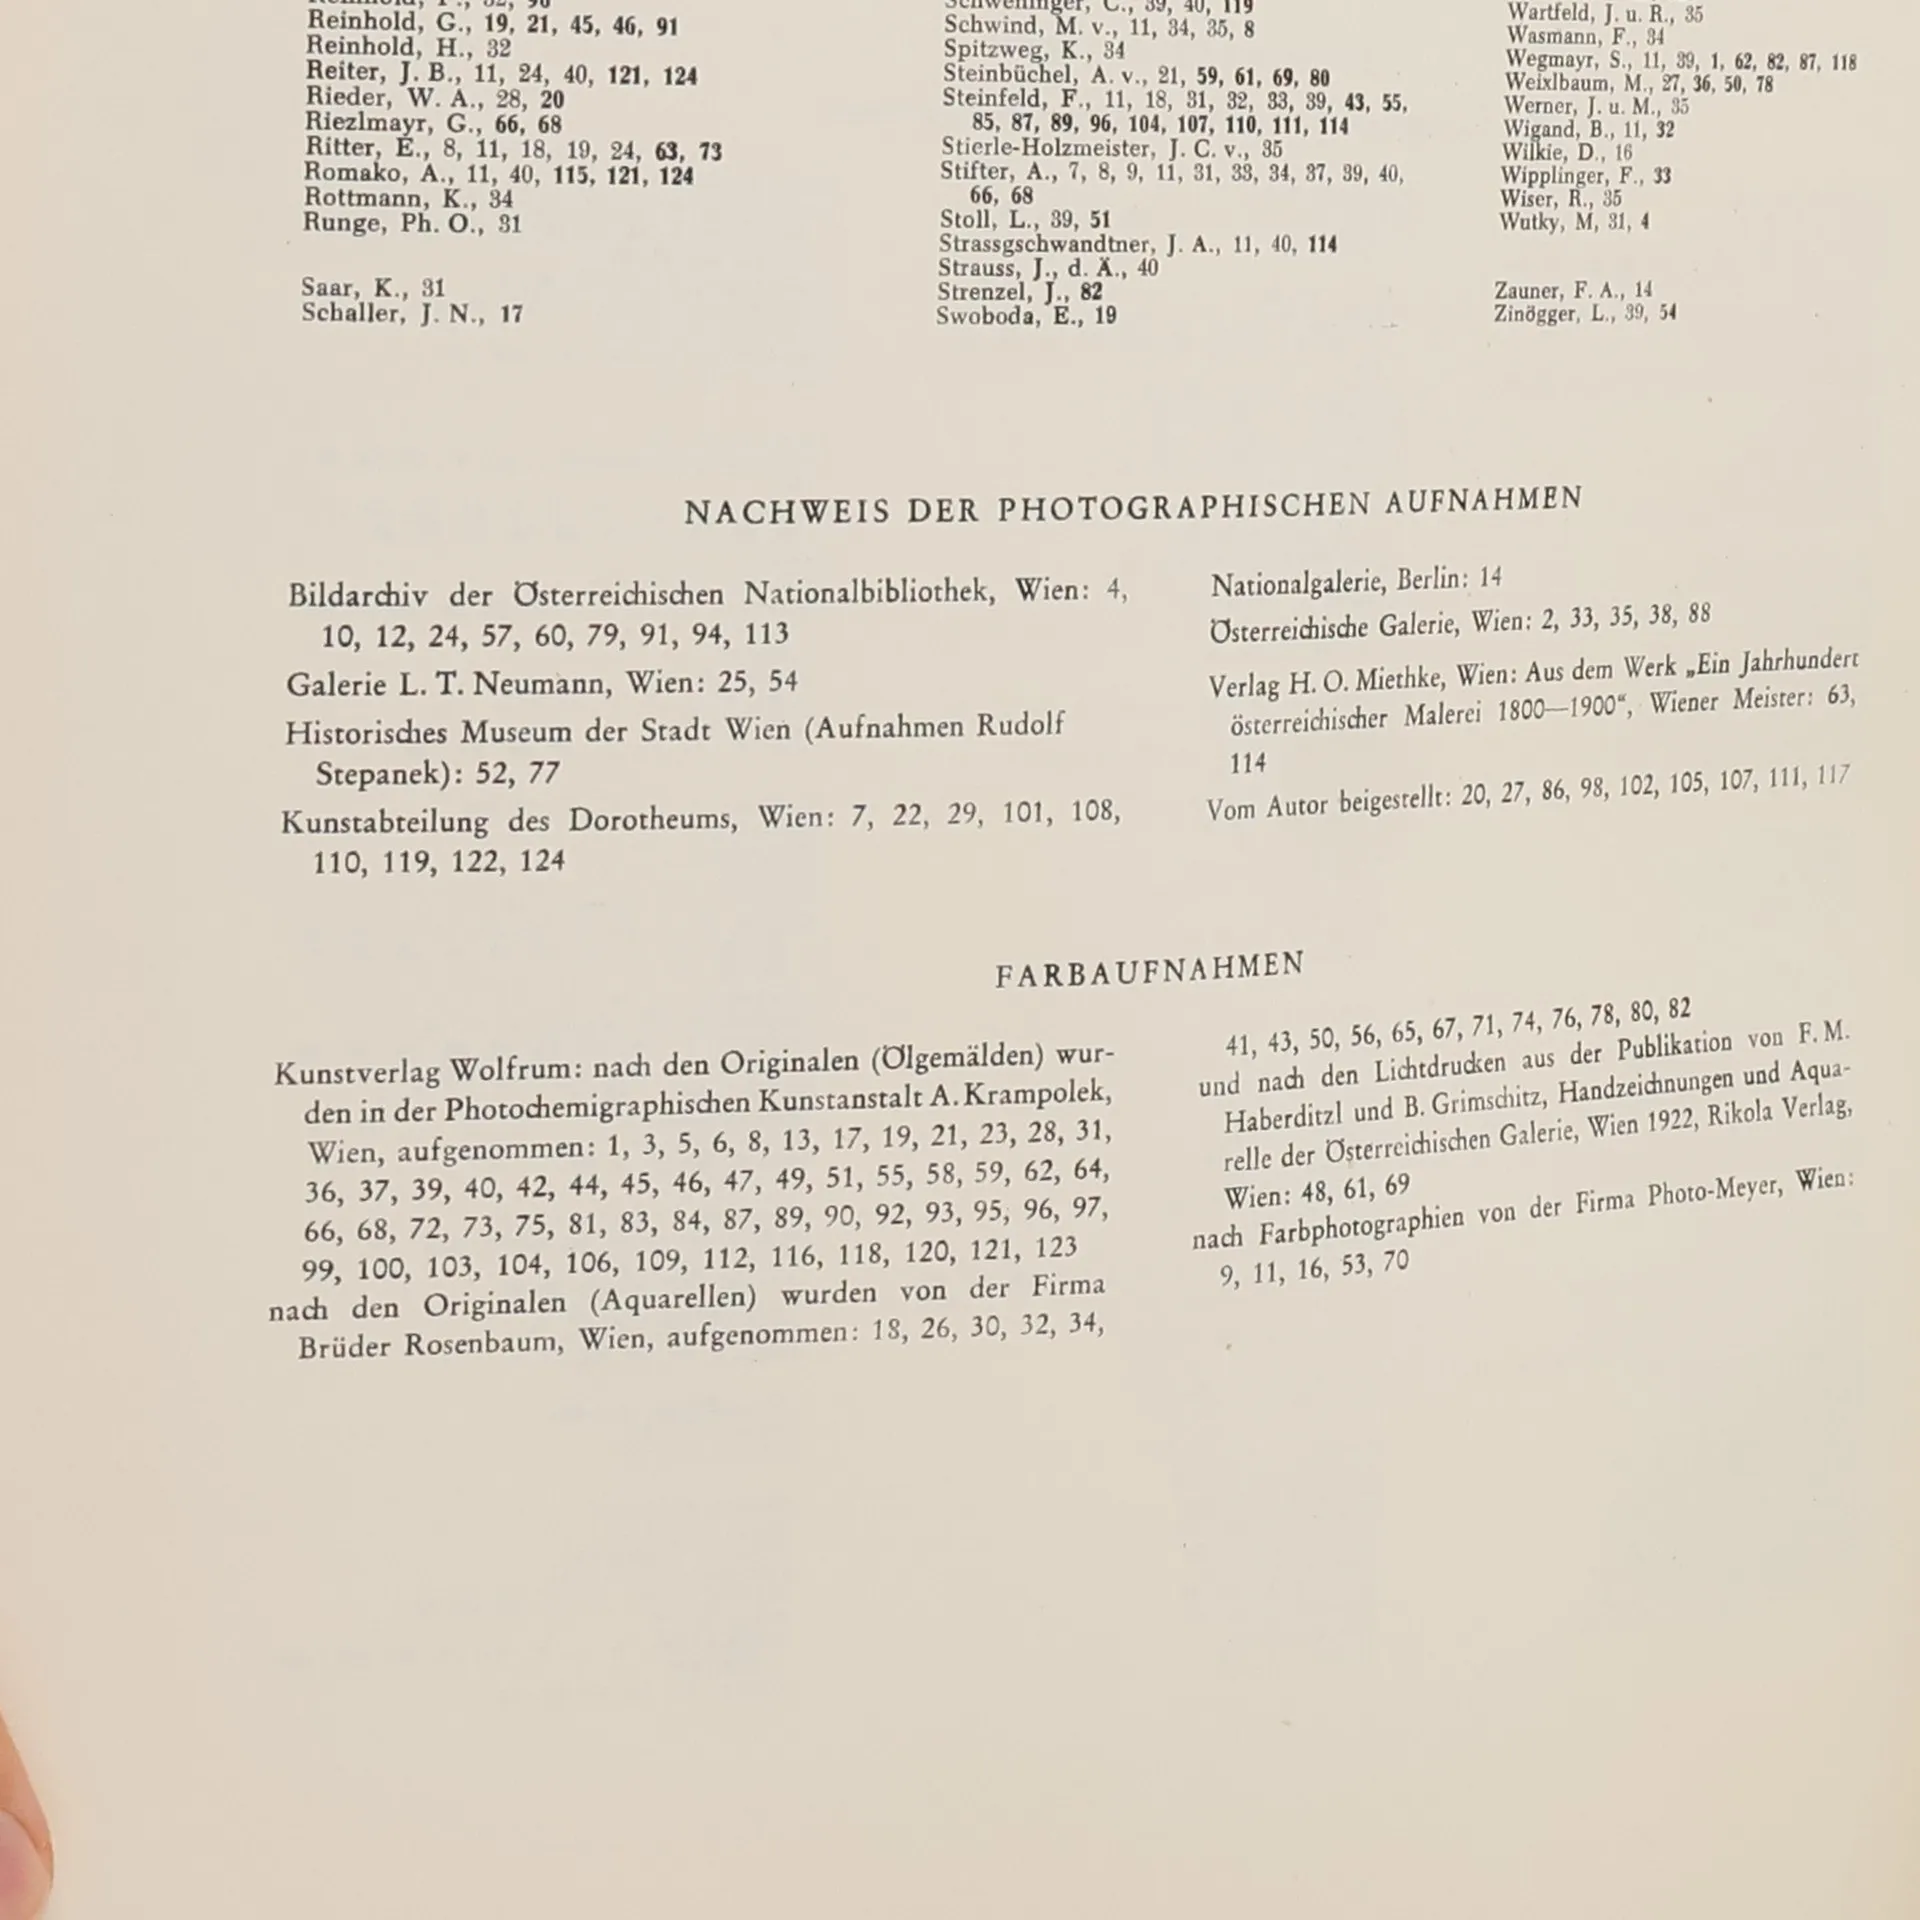 Reinhold, G., 19, 21, 45, 46, 91
Reinhold, H., 32
Reiter, J. B., 11, 24, 40, 121, 124
Rieder, W. A., 28, 20
Riezlmayr, G., 66, 68
Ritter, E., 8, 11, 18, 19, 24, 63, 73
Romako, A., 11, 40, 115, 121, 124
Rottmann, K., 34
Runge, Ph. O., 31
Saar, K., 31
Schaller, J. N., 17
Schweninger, C., 39, 40, 119
Schwind, M. v., 11, 34, 35, 8
Spitzweg, K., 34
Steinbüchel, A. v., 21, 59, 61, 69, 80
Steinfeld, F., 11, 18, 31, 32, 33, 39, 43, 55,
85, 87, 89, 96, 104, 107, 110, 111, 114
Stierle-Holzmeister, J. C. v., 35
Stifter, A., 7, 8, 9, 11, 31, 33, 34, 37, 39, 40,
66, 68
Stoll, L., 39, 51
Strassgschwandtner, J. A., 11, 40, 114
Strauss, J., d. Ä., 40
Strenzel, J., 82
Swoboda, E., 19
Wartfeld, J. u. R., 35
Wasmann, F., 34
Wegmayr, S., 11, 39, 1, 62, 82, 87, 118
Weixlbaum, M., 27, 36, 50, 78
Werner, J. u. M., 35
Wigand, B., 11, 32
Wilkie, D., 16
Wipplinger, F., 33
Wiser, R., 35
Wutky, M, 31, 4
Zauner, F. A., 14
Zinögger, L., 39, 54
NACHWEIS DER PHOTOGRAPHISCHEN AUFNAHMEN
Bildarchiv der Österreichischen Nationalbibliothek, Wien: 4,
10, 12, 24, 57, 60, 79, 91, 94, 113
Galerie L. T. Neumann, Wien: 25, 54
Historisches Museum der Stadt Wien (Aufnahmen Rudolf
Stepanek): 52, 77
Kunstabteilung des Dorotheums, Wien: 7, 22, 29, 101, 108,
110, 119, 122, 124
Nationalgalerie, Berlin: 14
Österreichische Galerie, Wien: 2, 33, 35, 38, 88
Verlag H. O. Miethke, Wien: Aus dem Werk „Ein Jahrhundert
österreichischer Malerei 1800—1900“, Wiener Meister: 63,
114
Vom Autor beigestellt: 20, 27, 86, 98, 102, 105, 107, 111, 117
FARBAUFNAHMEN
Kunstverlag Wolfrum: nach den Originalen (Ölgemälden) wur-
den in der Photochemigraphischen Kunstanstalt A. Krampolek,
Wien, aufgenommen: 1, 3, 5, 6, 8, 13, 17, 19, 21, 23, 28, 31,
36, 37, 39, 40, 42, 44, 45, 46, 47, 49, 51, 55, 58, 59, 62, 64,
66, 68, 72, 73, 75, 81, 83, 84, 87, 89, 90, 92, 93, 95, 96, 97,
99, 100, 103, 104, 106, 109, 112, 116, 118, 120, 121, 123
nach den Originalen (Aquarellen) wurden von der Firma
Brüder Rosenbaum, Wien, aufgenommen: 18, 26, 30, 32, 34,
41, 43, 50, 56, 65, 67, 71, 74, 76, 78, 80, 82
und nach den Lichtdrucken aus der Publikation von F. M.
Haberditzl und B. Grimschitz, Handzeichnungen und Aqua-
relle der Österreichischen Galerie, Wien 1922, Rikola Verlag,
Wien: 48, 61, 69
nach Farbphotographien von der Firma Photo-Meyer, Wien:
9, 11, 16, 53, 70